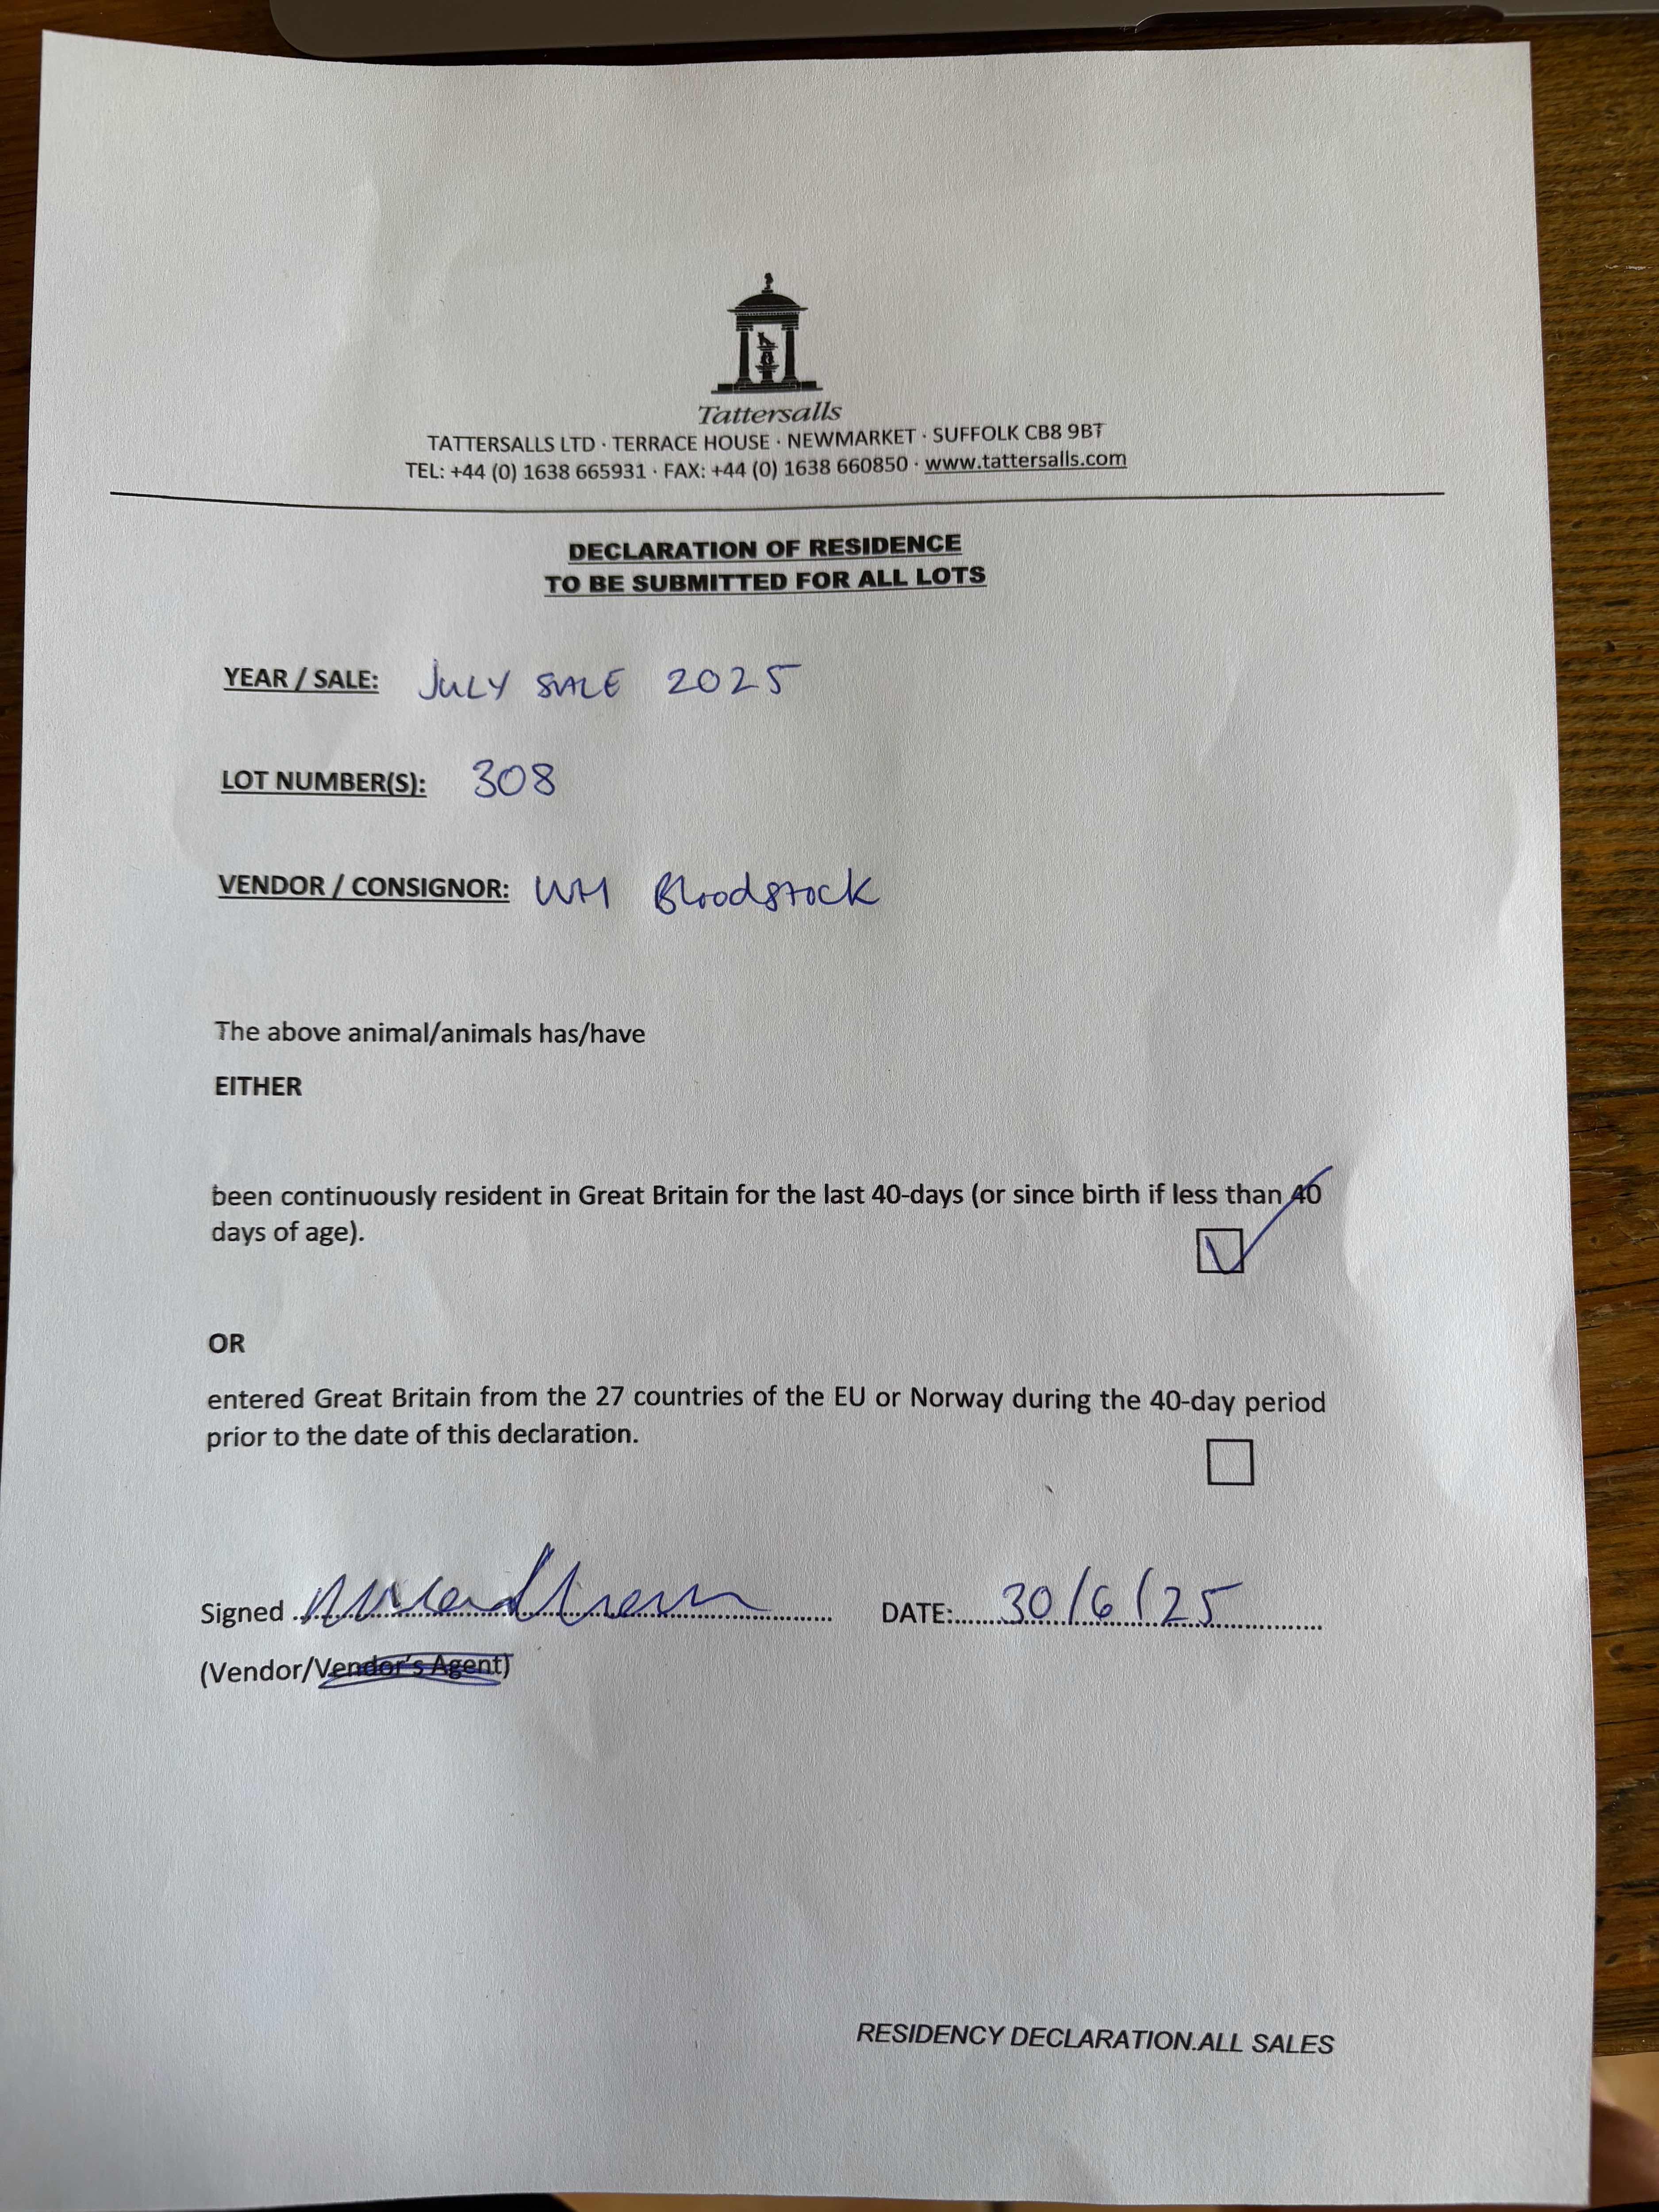 Tattersalls
TATTERSALLS LTD · TERRACE HOUSE · NEWMARKET · SUFFOLK CB8 9BT
TEL: +44 (0) 1638 665931 · FAX: +44 (0) 1638 660850 · www.tattersalls.com
DECLARATION OF RESIDENCE
TO BE SUBMITTED FOR ALL LOTS
YEAR / SALE: JULY SALE 2025
LOT NUMBER(S): 308
VENDOR / CONSIGNOR: WH Bloodstock
The above animal/animals has/have
EITHER
been continuously resident in Great Britain for the last 40-days (or since birth if less than 40
days of age).
OR
entered Great Britain from the 27 countries of the EU or Norway during the 40-day period
prior to the date of this declaration.
Signed DATE: 30/6/25
(Vendor/Vendor's Agent)
RESIDENCY DECLARATION.ALL SALES